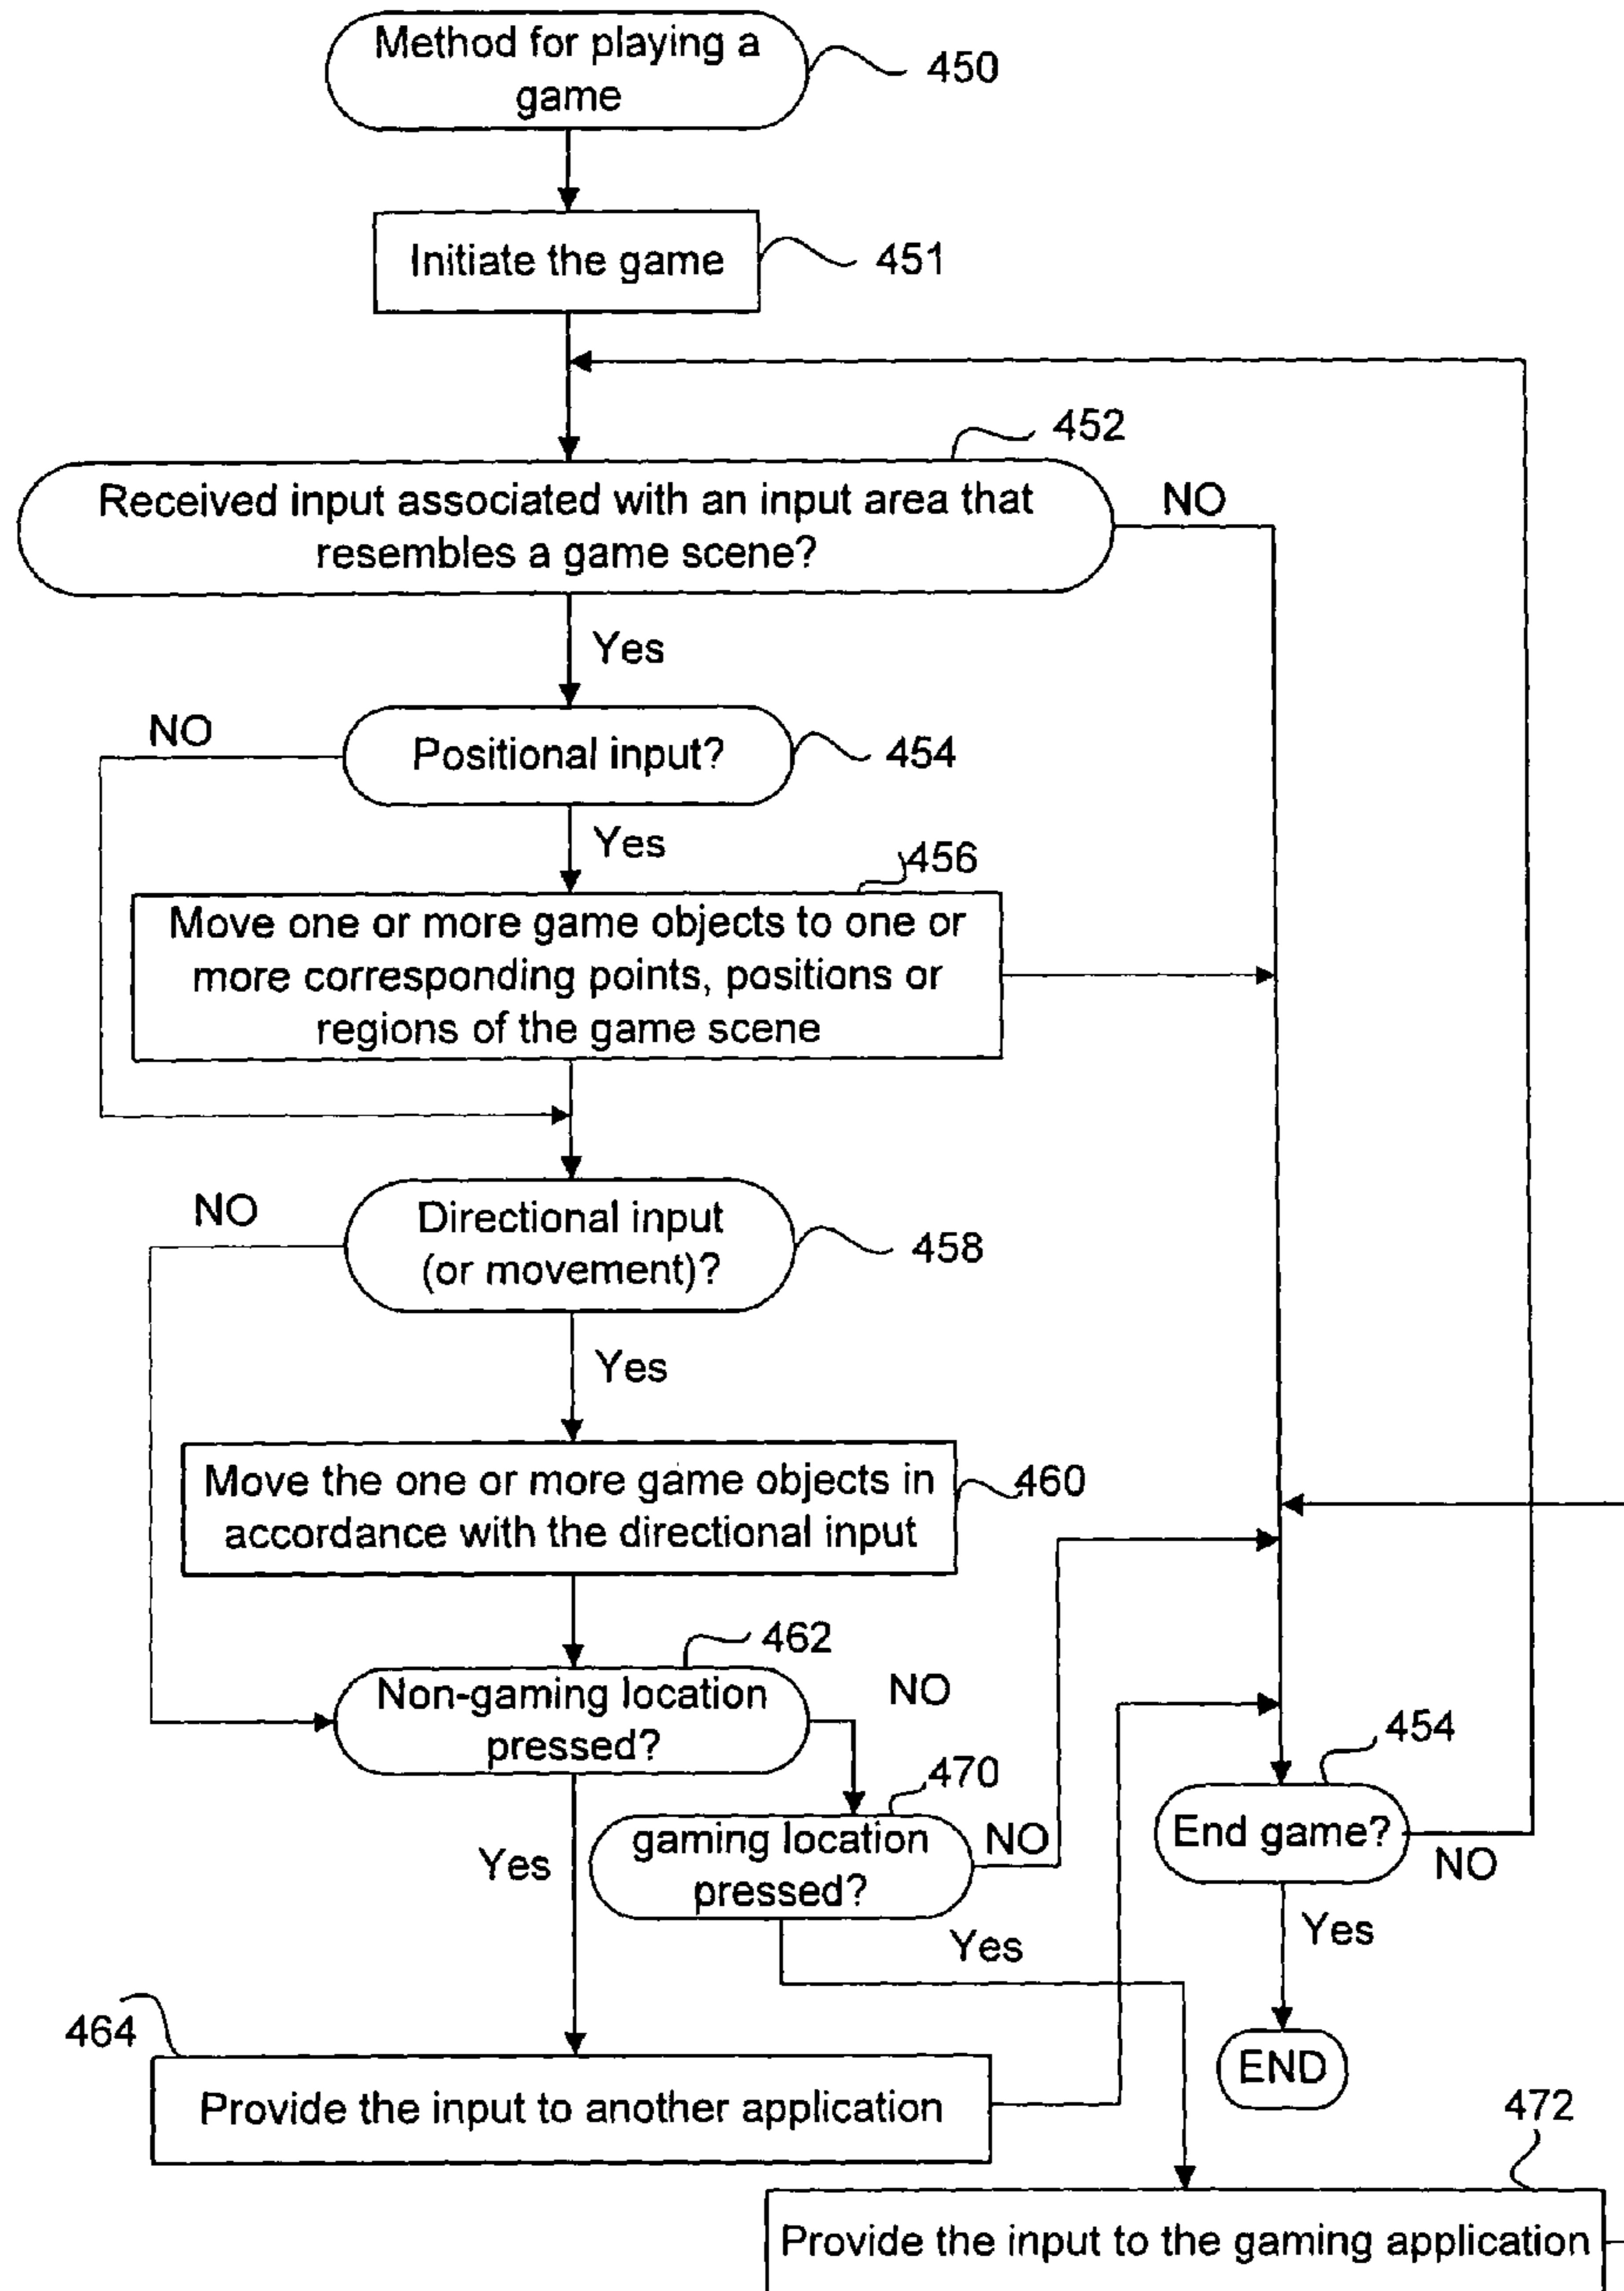 Method for playing a
game
450
Initiate the game
451
452
Received input associated with an input area that
resembles a game scene?
NO
Yes
NO
Positional input?
454
Yes
456
Move one or more game objects to one or
more corresponding points, positions or
regions of the game scene
NO
Directional input
(or movement)?
458
Yes
Move the one or more game objects in
accordance with the directional input
460
462
Non-gaming location
pressed?
NO
454
470
gaming location
pressed?
NO
End game?
NO
Yes
Yes
Yes
464
END
Provide the input to another application
472
Provide the input to the gaming application